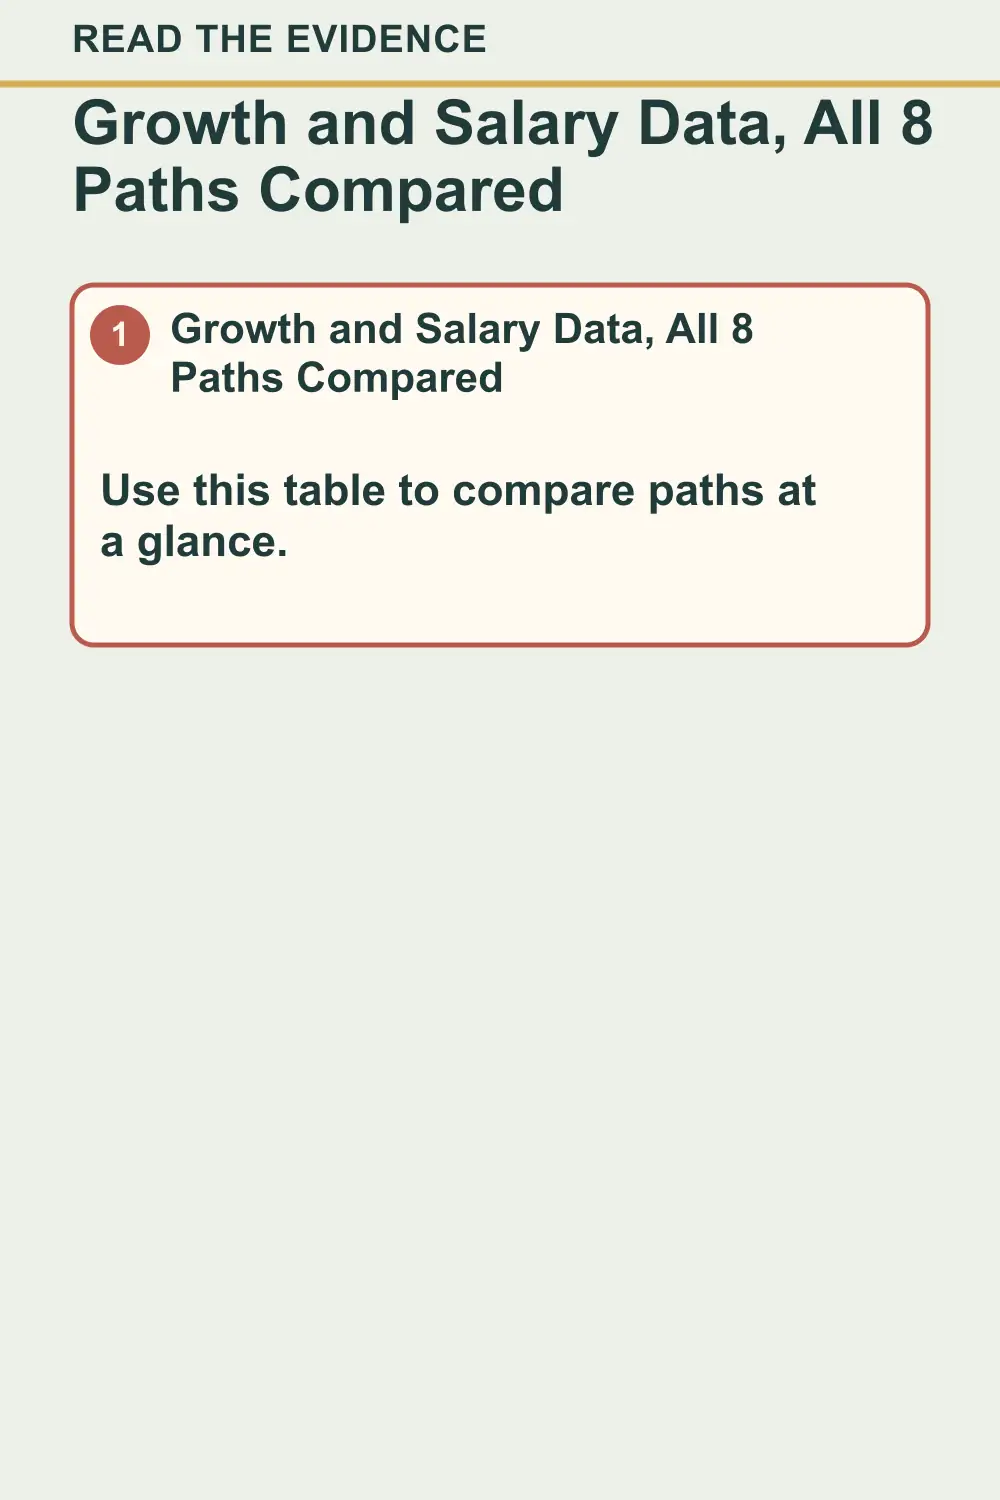 READ THE EVIDENCE
Growth and Salary Data, All 8
Paths Compared
1
Growth and Salary Data, All 8
Paths Compared
Use this table to compare paths at
a glance.